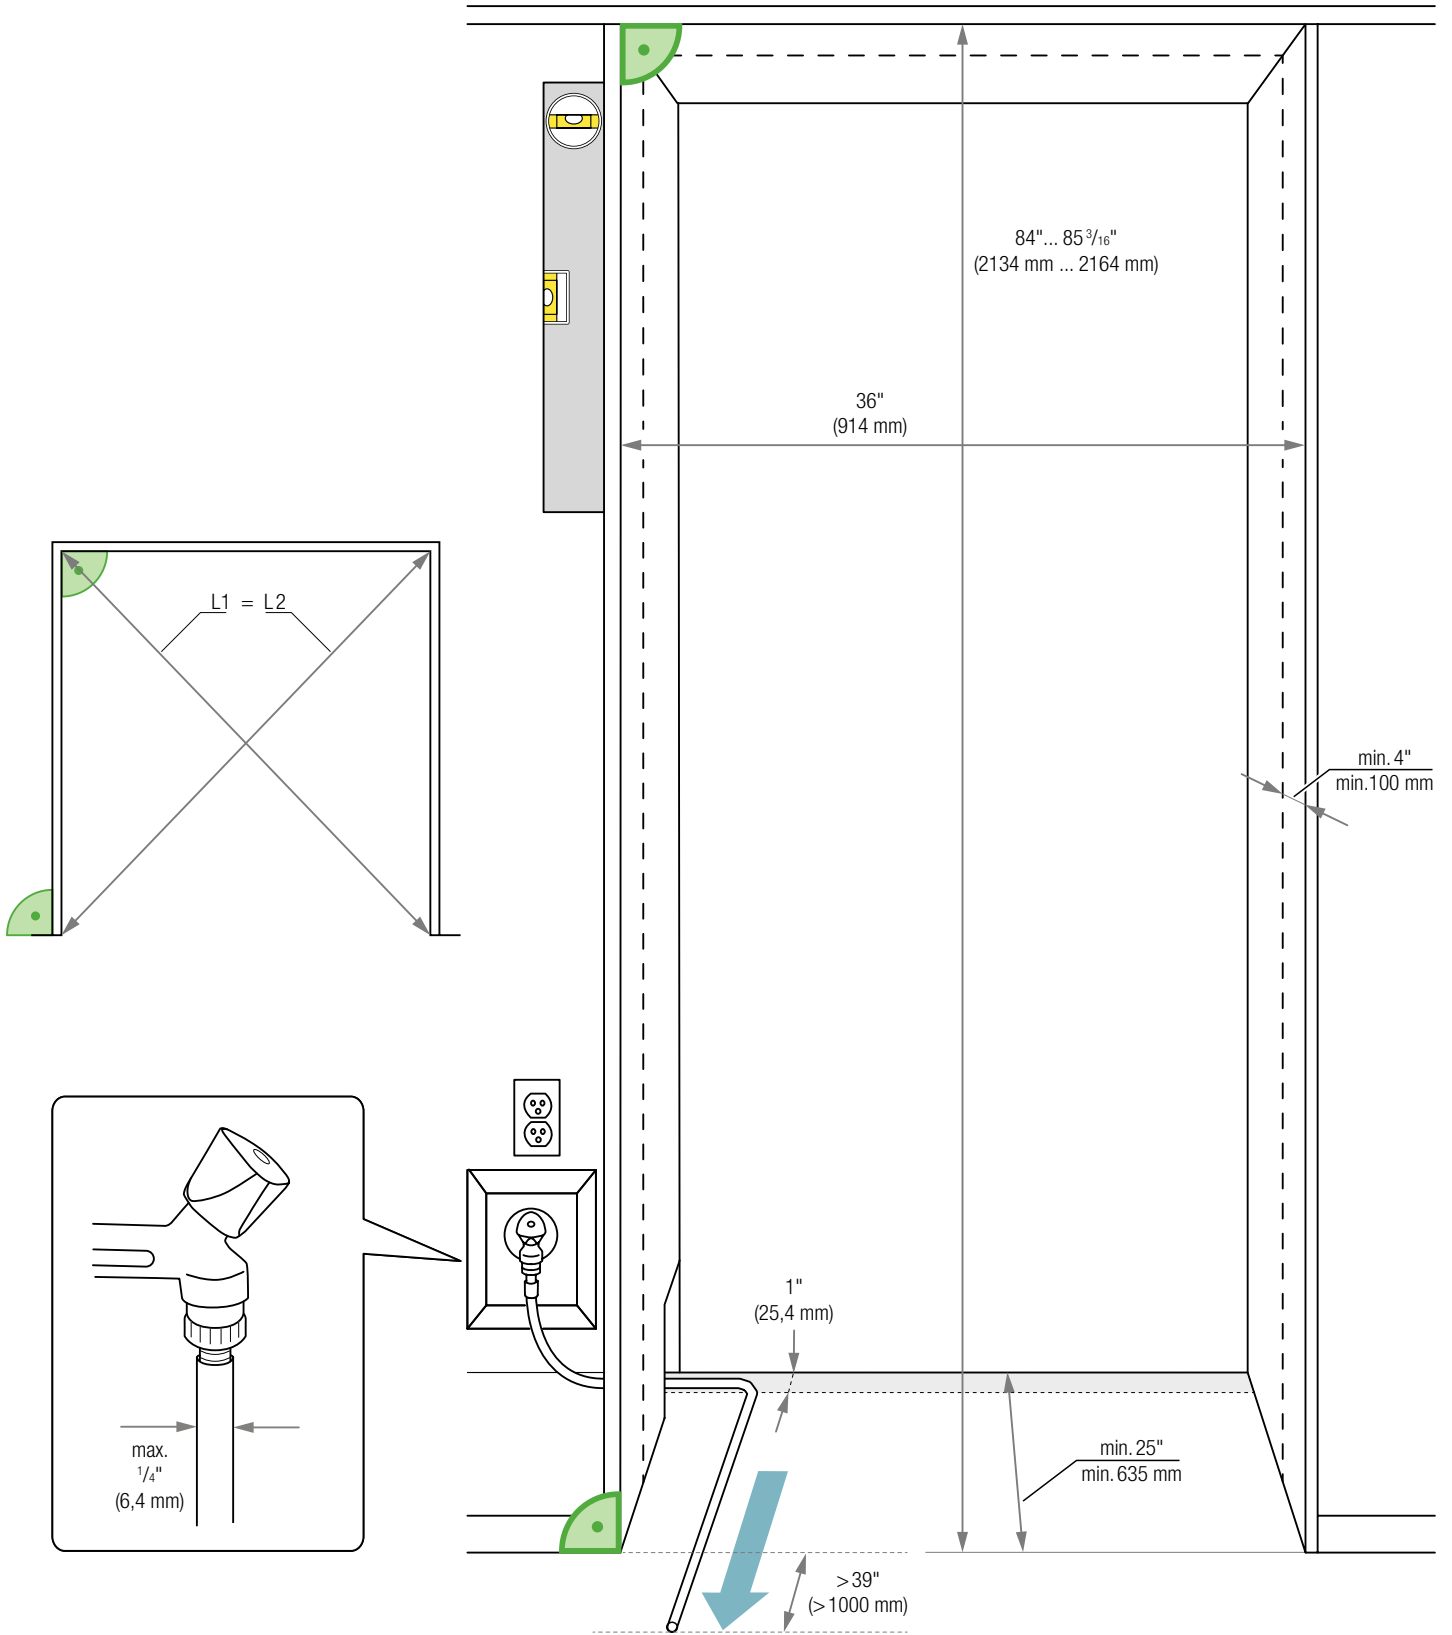 84"... 85 3/16"
(2134 mm ... 2164 mm)
36"
(914 mm)
L1 = L2
min. 4"
min.100 mm
1"
(25,4 mm)
max.
1/4"
(6,4 mm)
min. 25"
min. 635 mm
>39"
(>1000 mm)